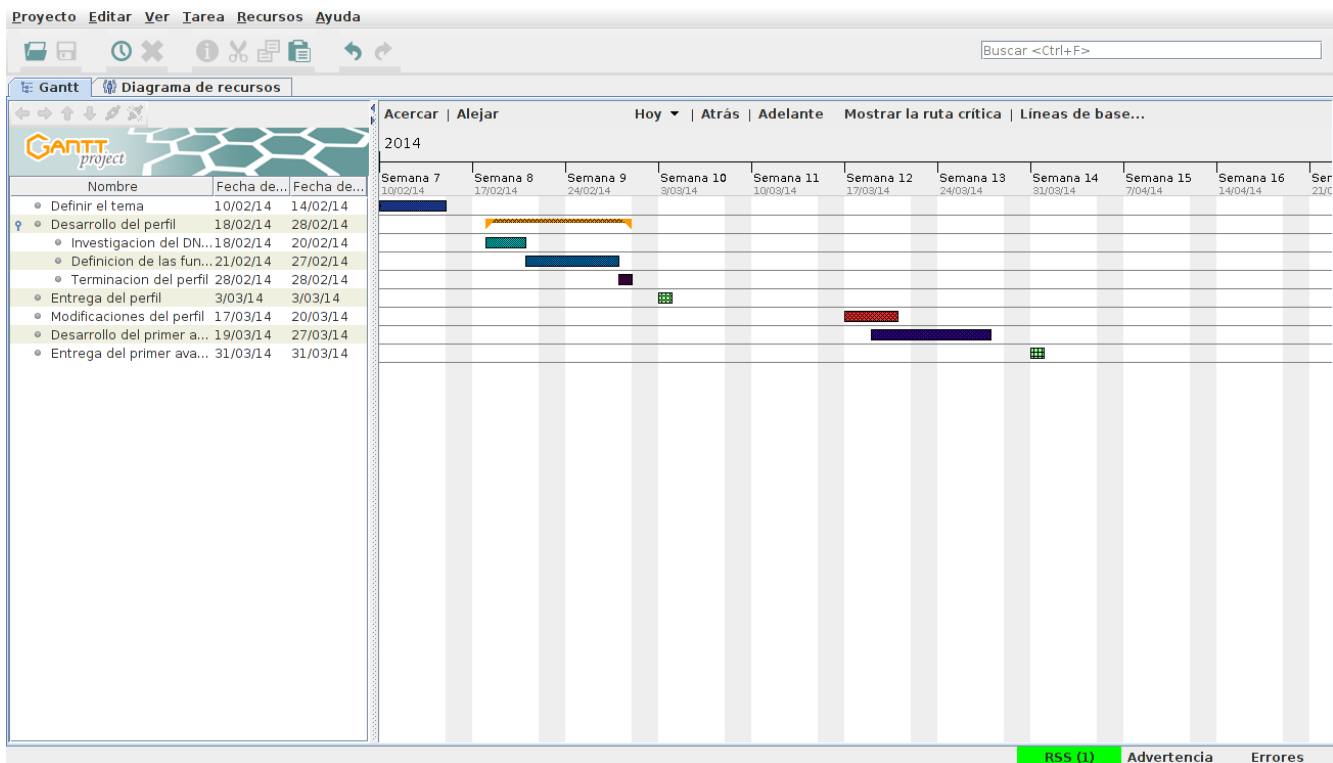 Proyecto Editar Ver Tarea Recursos Ayuda
Buscar <Ctrl+F>
Gantt Diagrama de recursos
Acercar | Alejar Hoy | Atrás | Adelante Mostrar la ruta crítica | Líneas de base...
GANTT project
2014
Nombre Fecha de... Fecha de...
Semana 7 Semana 8 Semana 9 Semana 10 Semana 11 Semana 12 Semana 13 Semana 14 Semana 15 Semana 16 Ser
10/02/14 17/02/14 24/02/14 3/03/14 10/03/14 17/03/14 24/03/14 31/03/14 7/04/14 14/04/14 21/0
Definir el tema 10/02/14 14/02/14
Desarrollo del perfil 18/02/14 28/02/14
Investigacion del DN... 18/02/14 20/02/14
Definicion de las fun... 21/02/14 27/02/14
Terminacion del perfil 28/02/14 28/02/14
Entrega del perfil 3/03/14 3/03/14
Modificaciones del perfil 17/03/14 20/03/14
Desarrollo del primer a... 19/03/14 27/03/14
Entrega del primer ava... 31/03/14 31/03/14
RSS (1) Advertencia Errores